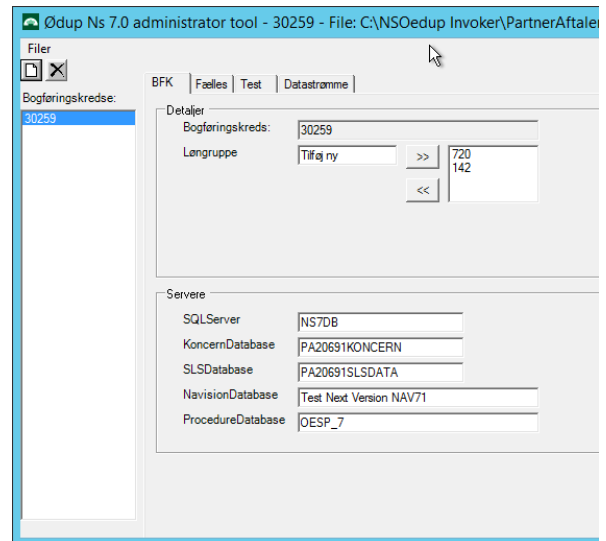 Ødup Ns 7.0 administrator tool - 30259 - File: C:\NSOedup Invoker\PartnerAftaler
Filer
Bogføringskredse:
30259
BFK Fælles Test Datastrømme
Detaljer
Bogføringskreds: 30259
Løngruppe Tilføj ny >> 720
142
<<
Servere
SQLServer NS7DB
KoncernDatabase PA20691KONCERN
SLSDatabase PA20691SLSDATA
NavisionDatabase Test Next Version NAV71
ProcedureDatabase OESP_7